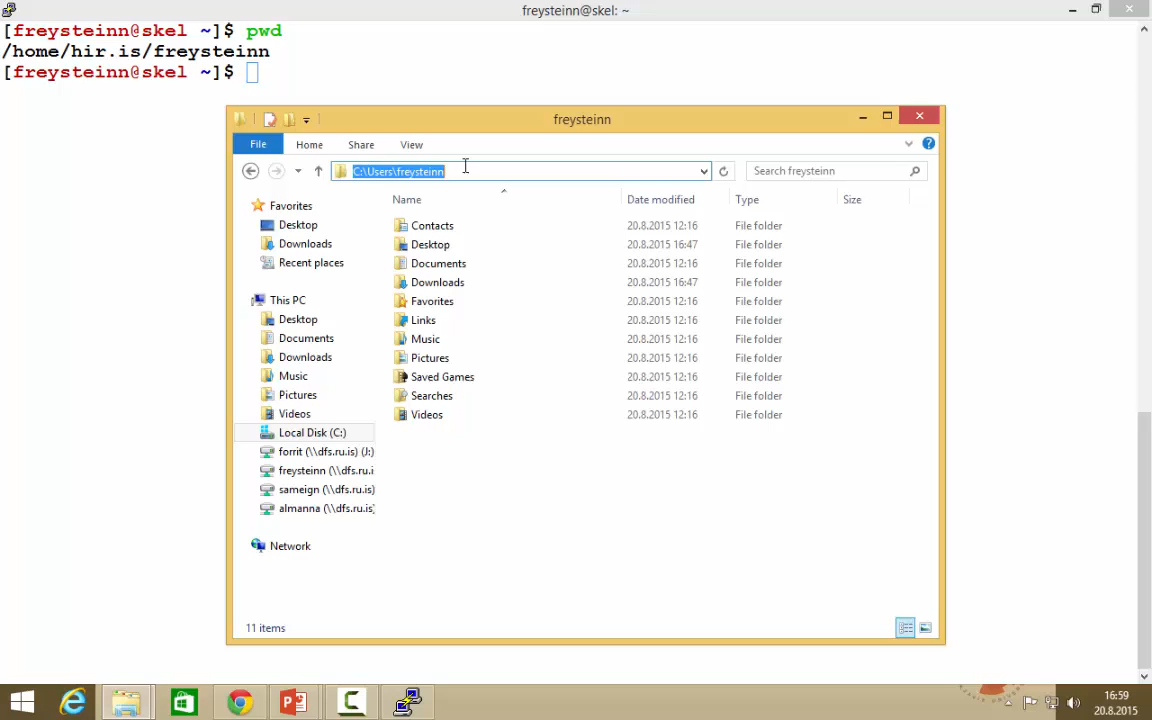 freysteinn@skel: ~
[freysteinn@skel ~]$ pwd
/home/hir.is/freysteinn
[freysteinn@skel ~]$
freysteinn
File Home Share View
C:\Users\freysteinn Search freysteinn
Name Date modified Type Size
Favorites
Desktop
Downloads
Recent places
This PC
Desktop
Documents
Downloads
Music
Pictures
Videos
Local Disk (C:)
forrit (\\dfs.ru.is) (J:)
freysteinn (\\dfs.ru.i
sameign (\\dfs.ru.is)
almanna (\\dfs.ru.is)
Network
Contacts 20.8.2015 12:16 File folder
Desktop 20.8.2015 16:47 File folder
Documents 20.8.2015 12:16 File folder
Downloads 20.8.2015 16:47 File folder
Favorites 20.8.2015 12:16 File folder
Links 20.8.2015 12:16 File folder
Music 20.8.2015 12:16 File folder
Pictures 20.8.2015 12:16 File folder
Saved Games 20.8.2015 12:16 File folder
Searches 20.8.2015 12:16 File folder
Videos 20.8.2015 12:16 File folder
11 items
16:59
20.8.2015